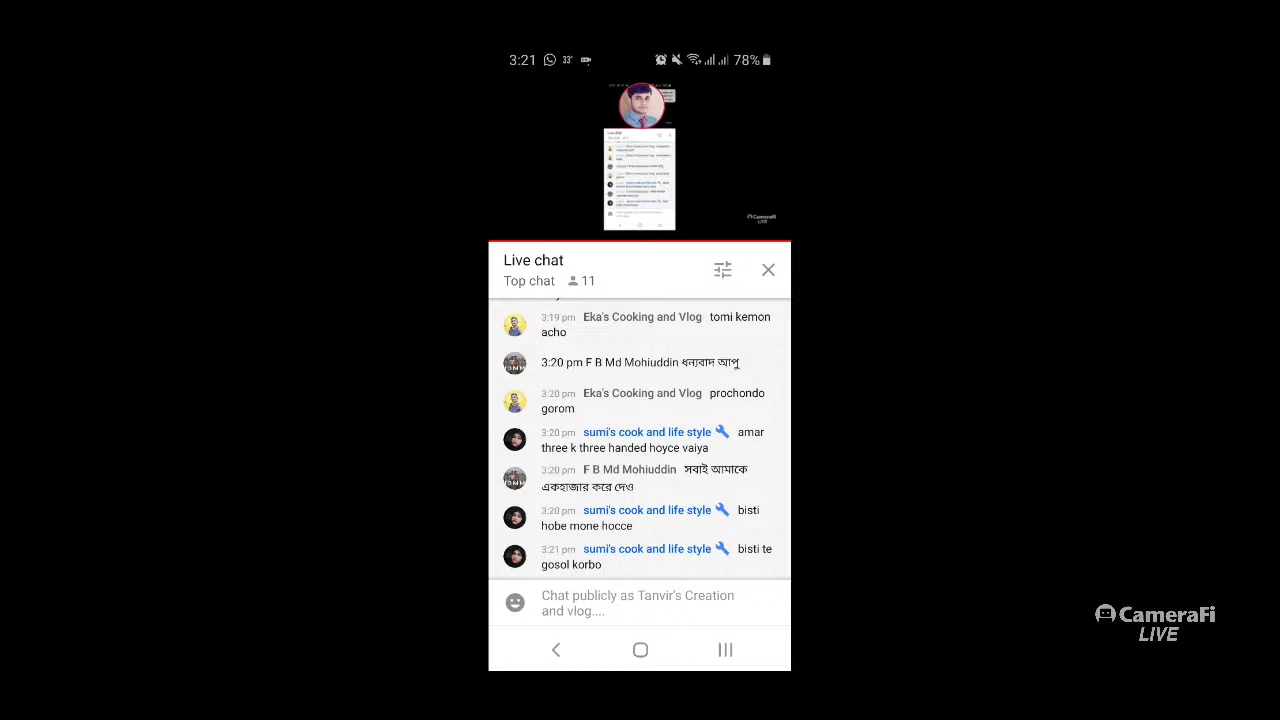 3:21 33° 78%
CameraFi
LIVE
Live chat
Top chat 11
3:19 pm Eka's Cooking and Vlog tomi kemon
acho
3:20 pm F B Md Mohiuddin ধন্যবাদ আপু
3:20 pm Eka's Cooking and Vlog prochondo
gorom
3:20 pm sumi's cook and life style amar
three k three handed hoyce vaiya
3:20 pm F B Md Mohiuddin সবাই আমাকে
একহাজার করে দেও
3:20 pm sumi's cook and life style bisti
hobe mone hocce
3:21 pm sumi's cook and life style bisti te
gosol korbo
Chat publicly as Tanvir's Creation
and vlog....
CameraFi
LIVE